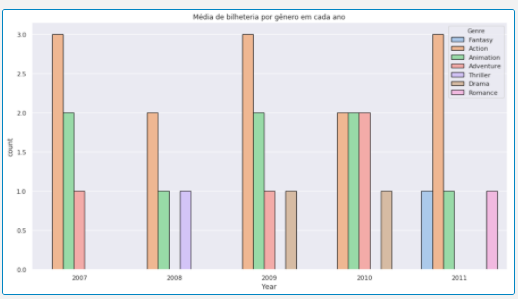 Média de bilheteria por gênero em cada ano
Genre
Fantasy
Action
Animation
Adventure
Thriller
Drama
Romance
3.0
2.5
2.0
1.5
1.0
0.5
0.0
count
2007 2008 2009 2010 2011
Year